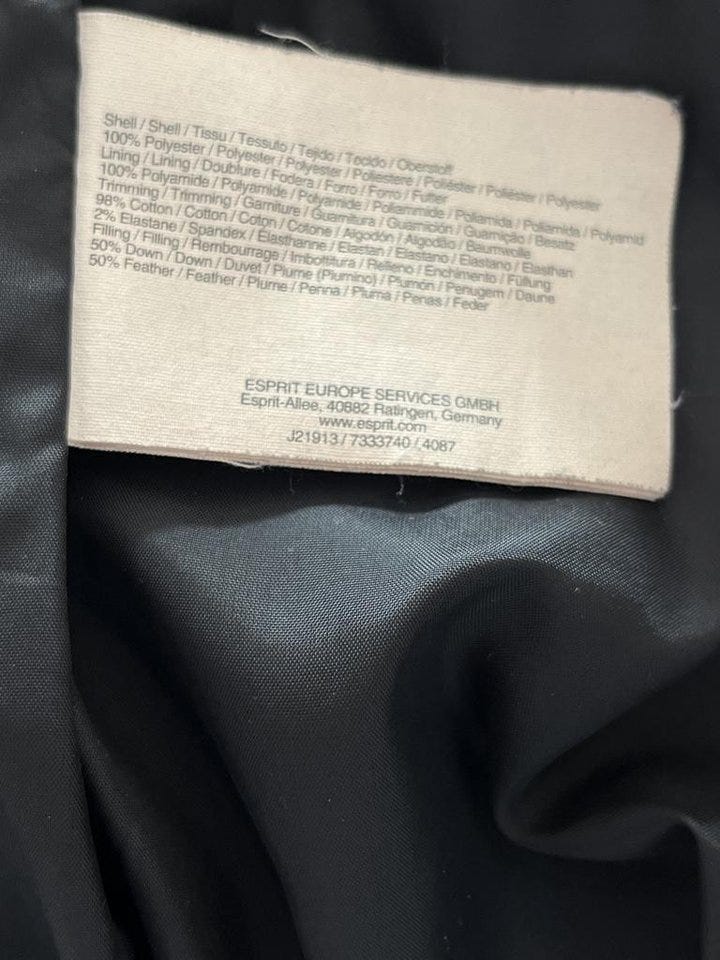 Shell / Shell / Tissu / Tessuto / Tejido / Tecido / Oberstoff
100% Polyester / Polyester / Polyester / Poliestere / Poliéster / Poliéster / Polyester
Lining / Lining / Doublure / Fodera / Forro / Forro / Futter
100% Polyamide / Polyamide / Polyamide / Poliammide / Poliamida / Poliamida / Polyamid
Trimming / Trimming / Garniture / Guarnitura / Guarnición / Guarnição / Besatz
98% Cotton / Cotton / Coton / Cotone / Algodón / Algodão / Baumwolle
2% Elastane / Spandex / Élasthanne / Elastan / Elastano / Elastano / Elasthan
Filling / Filling / Rembourrage / Imbottitura / Relleno / Enchimento / Füllung
50% Down / Down / Duvet / Piume (Piumino) / Plumón / Penugem / Daune
50% Feather / Feather / Plume / Penna / Pluma / Penas / Feder
ESPRIT EUROPE SERVICES GMBH
Esprit-Allee, 40882 Ratingen, Germany
www.esprit.com
J21913 / 7333740 / 4087